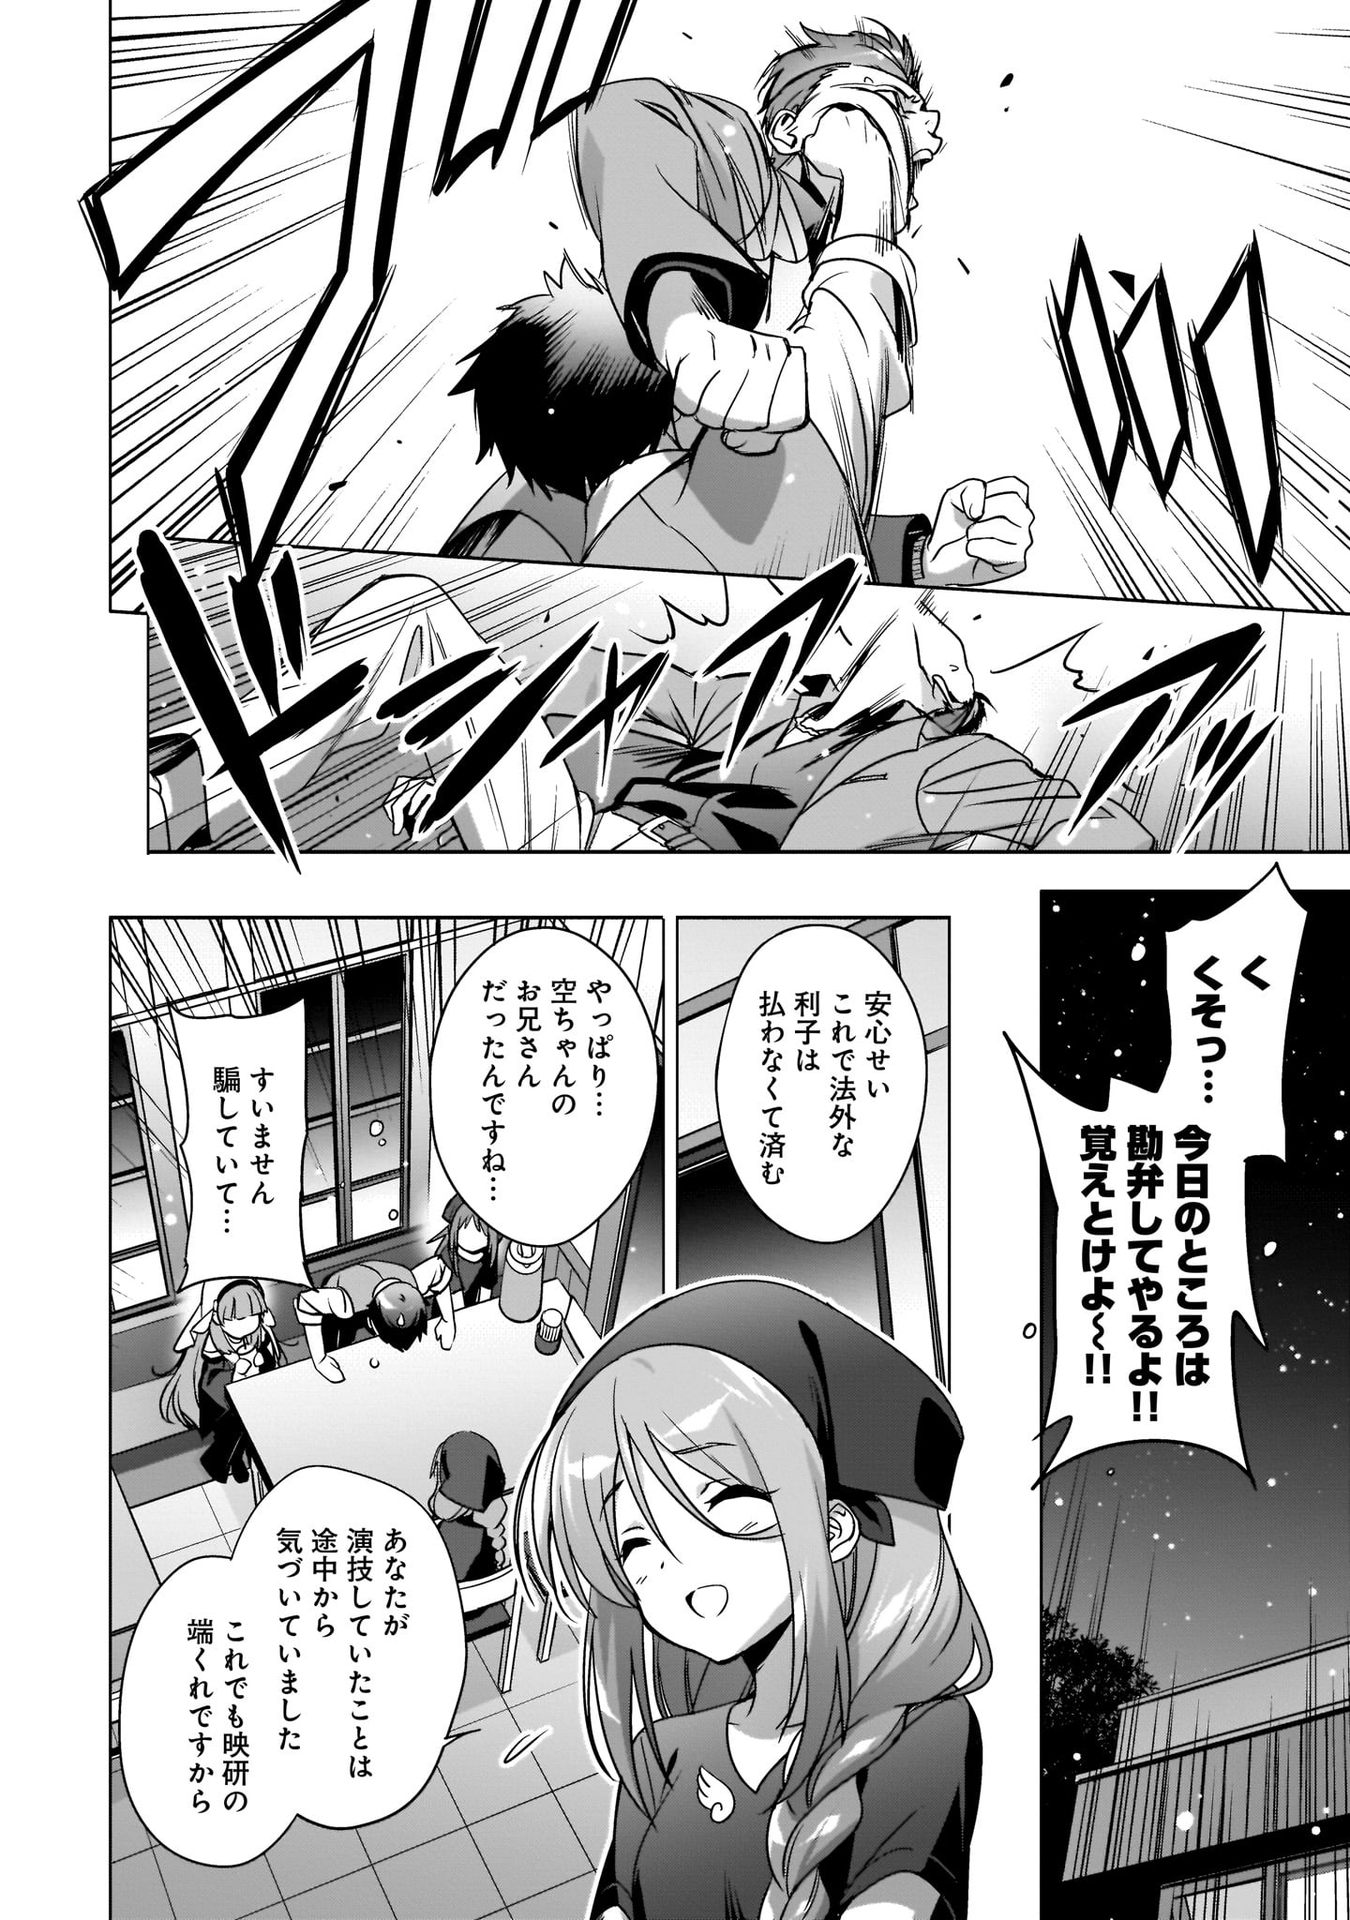 グワァァ
ドシャァァ
く
くそっ…
今日のところは
勘弁してやるよ!!
覚えとけよ〜!!
安心せい
これで法外な
利子は
払わなくて済む
やっぱり…
空ちゃんの
お兄さん
だったんですね…
すいません
騙していて…
あなたが
演技していたことは
途中から
気づいていました
これでも映研の
端くれですから